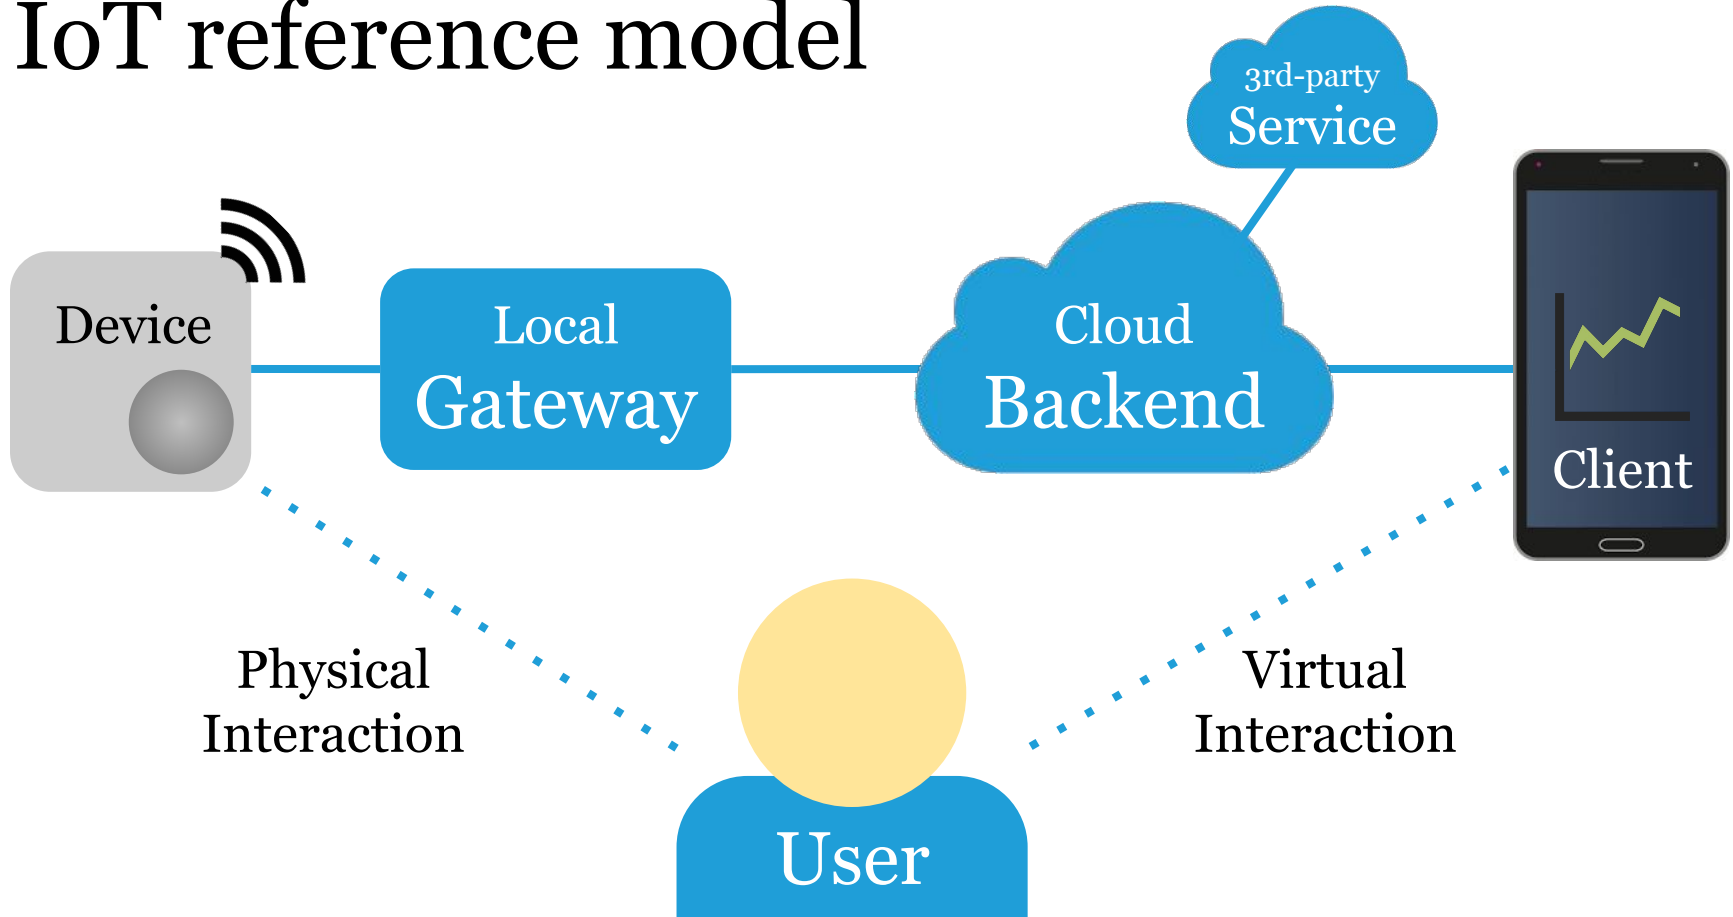 IoT reference model
3rd-party
Service
Device
Local
Gateway
Cloud
Backend
Client
Physical
Interaction
Virtual
Interaction
User